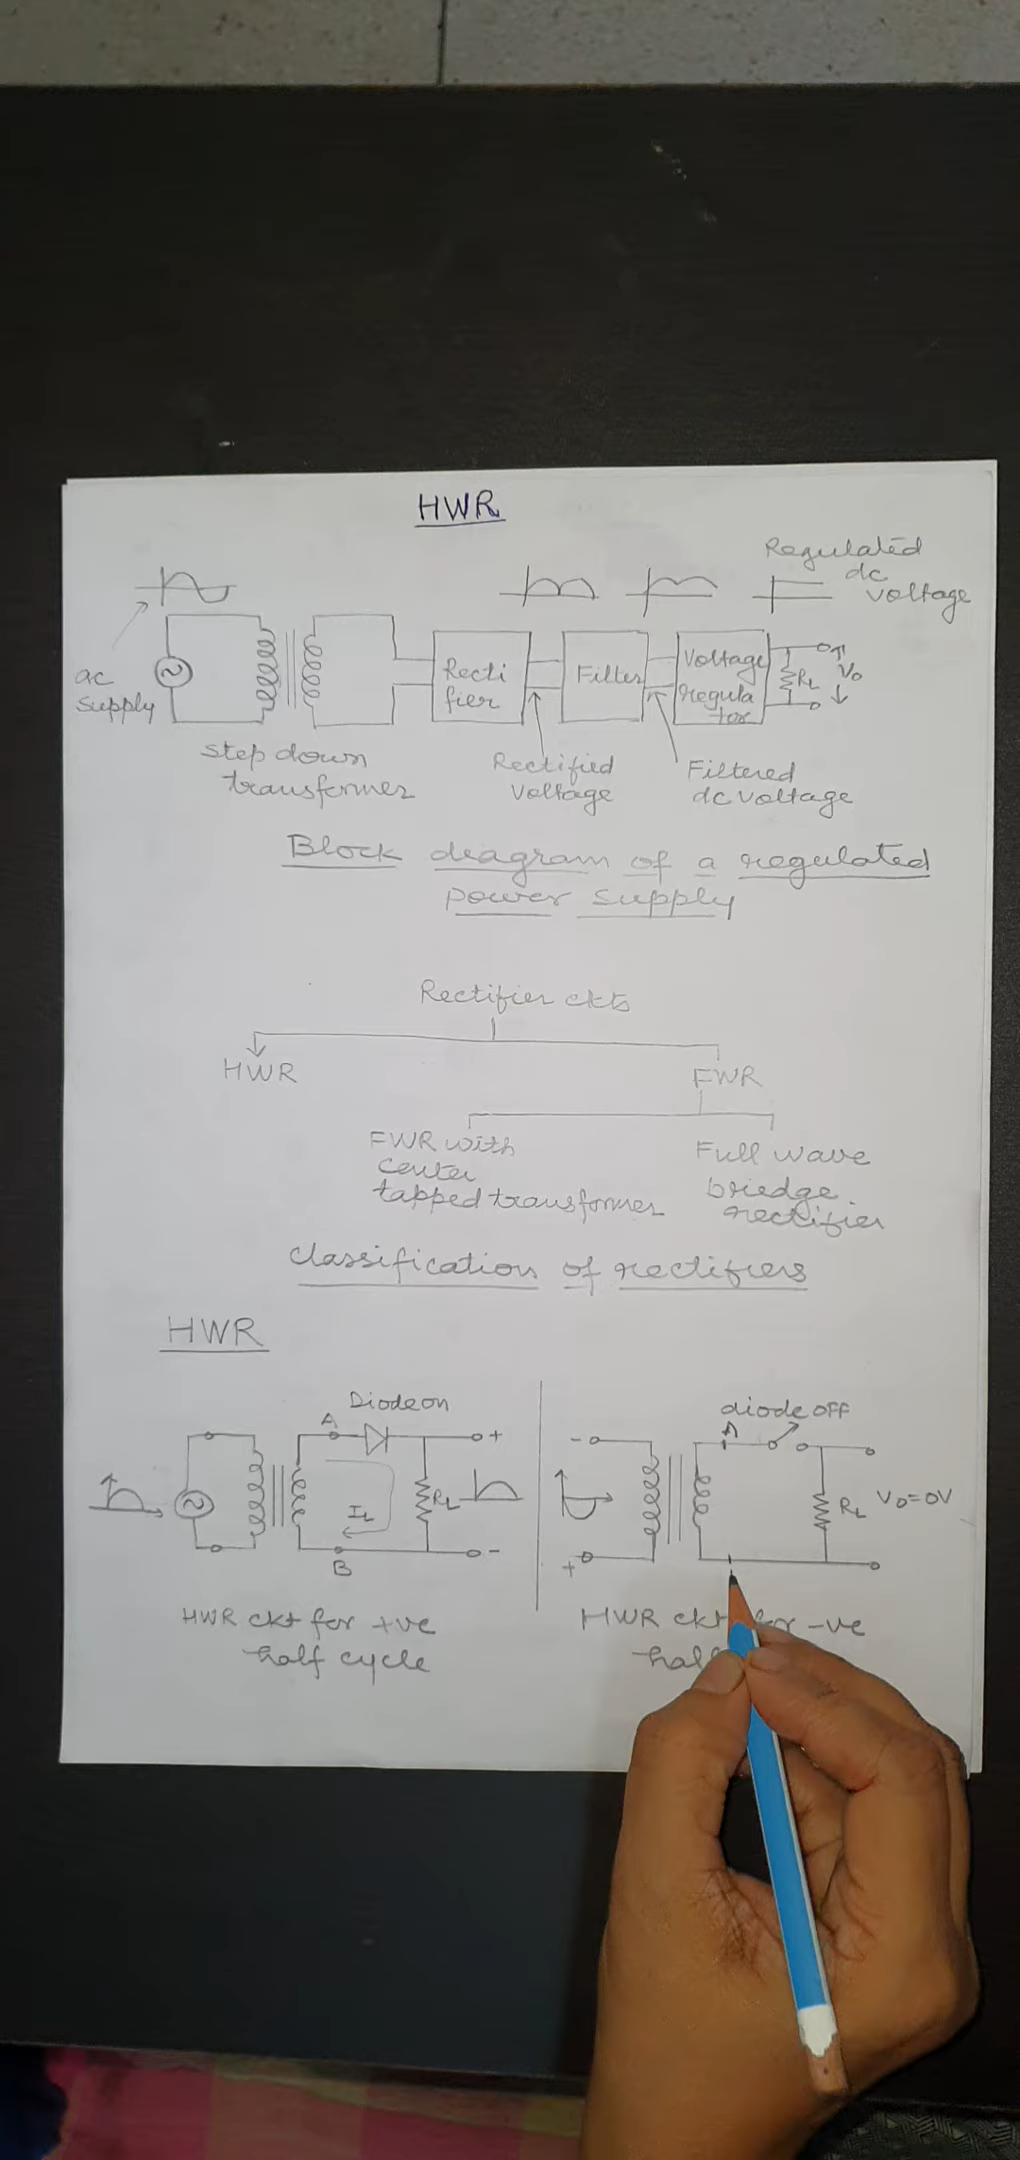 HWR
Regulated
dc
voltage
ac
supply
Recti
fier
Filter
Voltage
regula
tor
RL
Vo
step down
transformer
Rectified
voltage
Filtered
dc voltage
Block diagram of a regulated
power supply
Rectifier ckts
HWR
FWR
FWR with
center
tapped transformer
Full wave
bridge
rectifier
classification of rectifiers
HWR
Diode on
A
+
RL
IL
B
-
HWR ckt for +ve
half cycle
diode OFF
-
A
RL
Vo=0V
+
HWR ckt for -ve
half